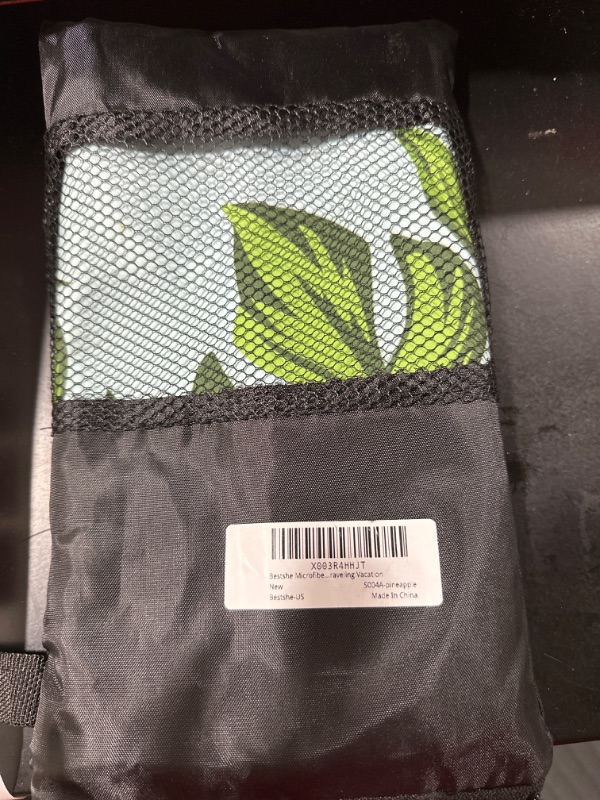 X003R4HHJT
Bestshe Microfibe...raveling Vacation
New 5004A-pineapple
Bestshe-US Made In China